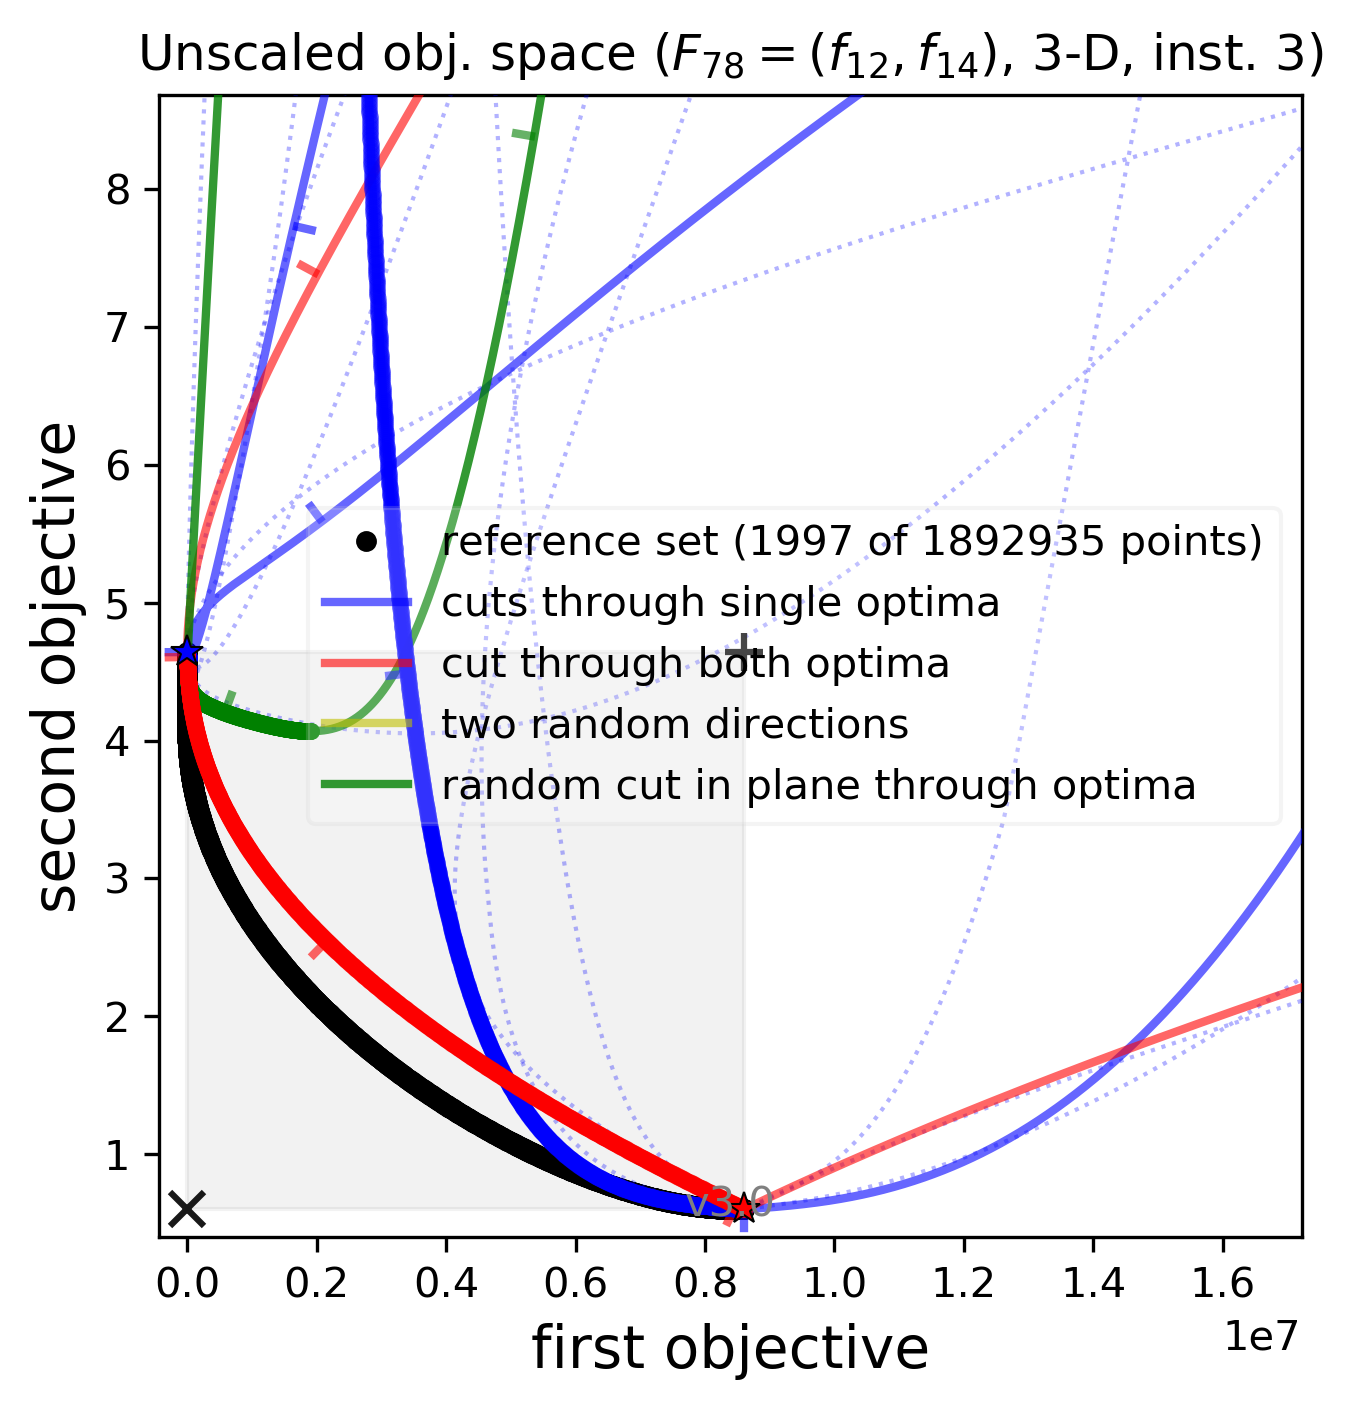 Unscaled obj. space (F₇₈ = (f₁₂, f₁₄), 3-D, inst. 3)
8
7
6
5
4
3
2
1
second objective
reference set (1997 of 1892935 points)
cuts through single optima
cut through both optima
two random directions
random cut in plane through optima
v3.0
0.0 0.2 0.4 0.6 0.8 1.0 1.2 1.4 1.6
1e7
first objective